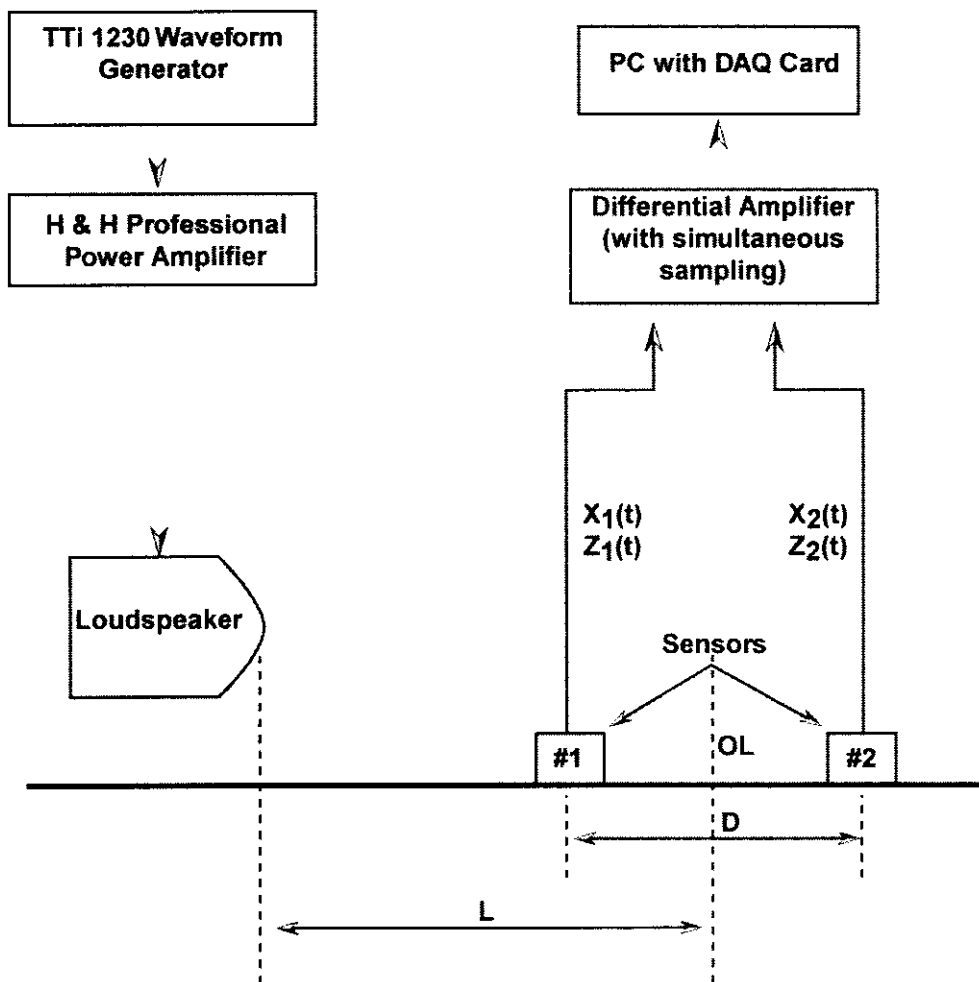 TTi 1230 Waveform
Generator
PC with DAQ Card
H & H Professional
Power Amplifier
Differential Amplifier
(with simultaneous
sampling)
X1(t)
Z1(t)
X2(t)
Z2(t)
Loudspeaker
Sensors
#1
OL
#2
D
L